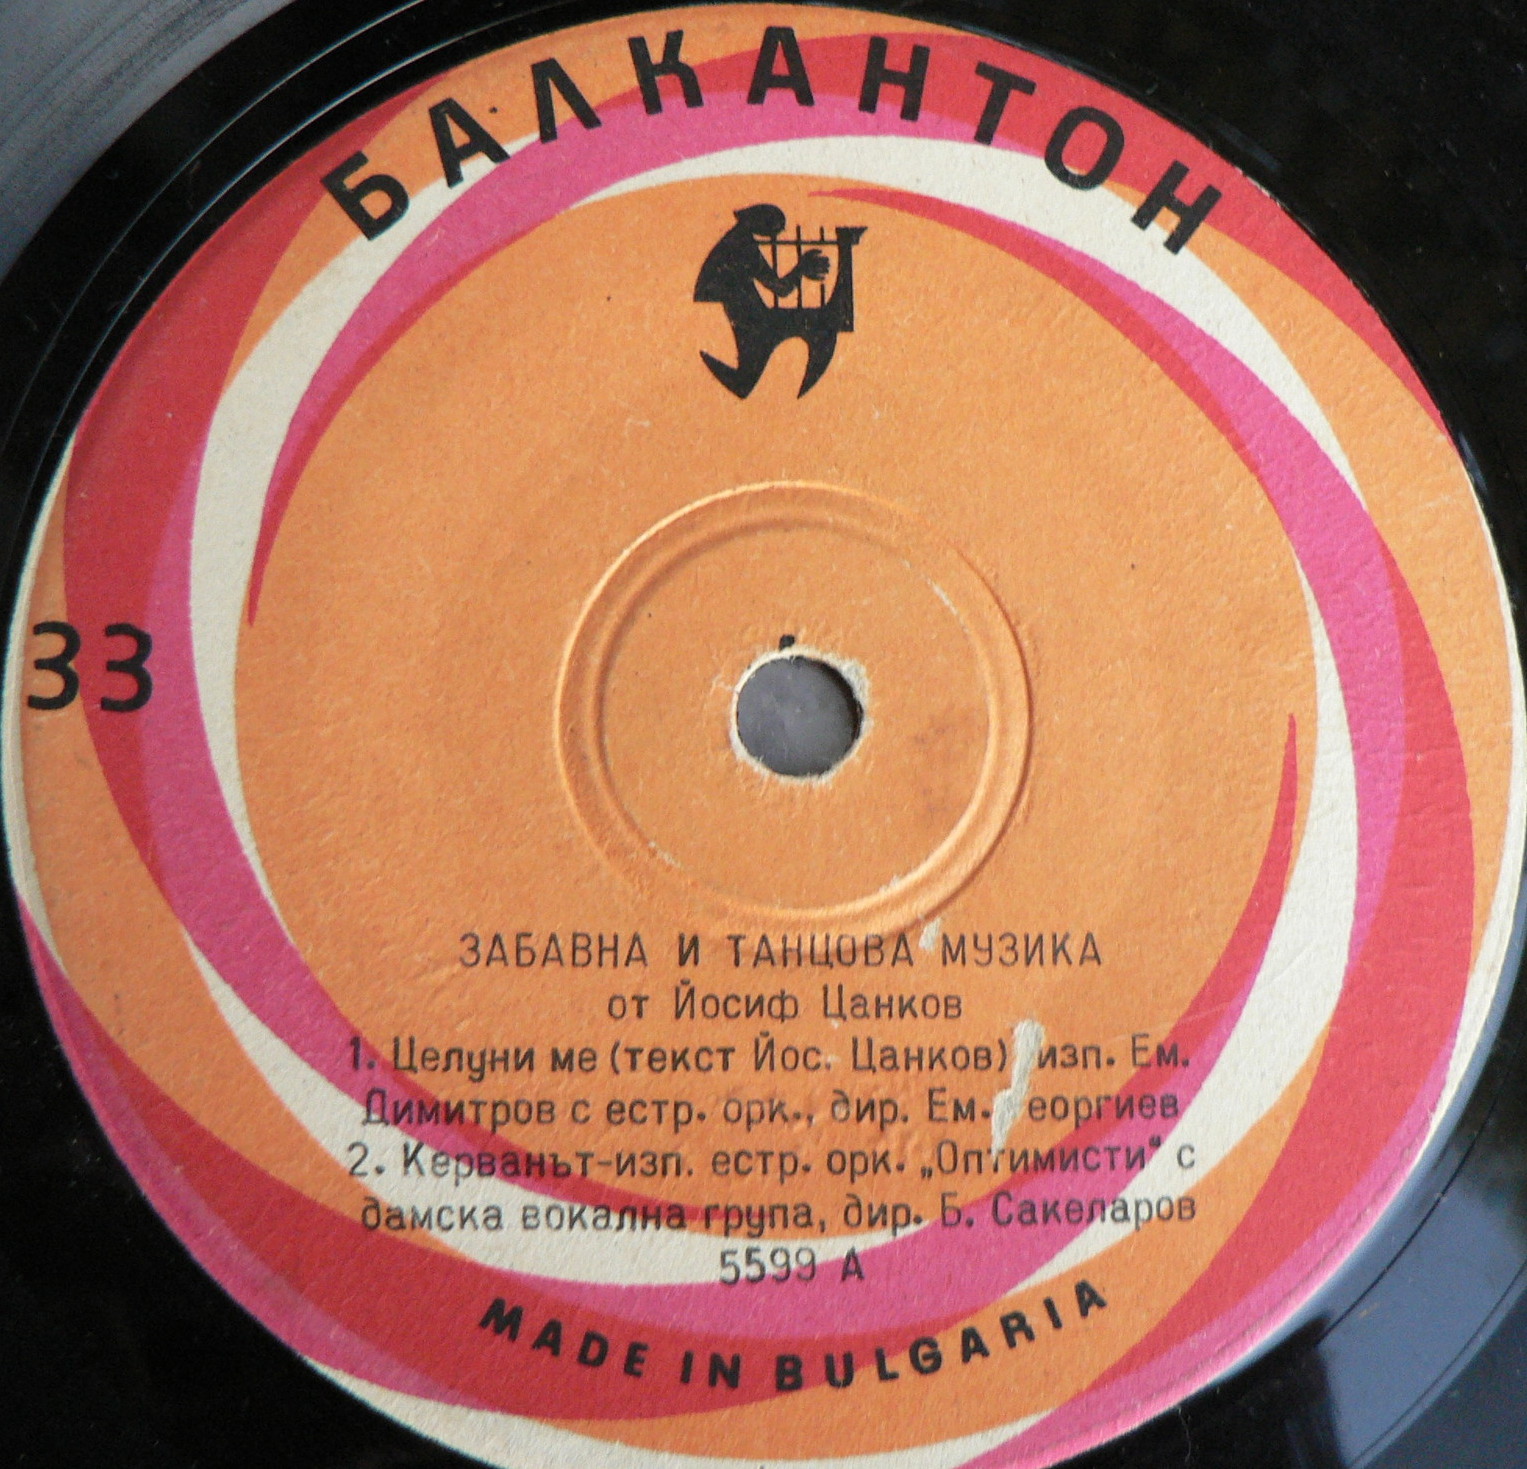 БАЛКАНТОН
33
ЗАБАВНА И ТАНЦОВА МУЗИКА
от Йосиф Цанков
1. Целуни ме (текст Йос. Цанков) изп. Ем.
Димитров с естр. орк., дир. Ем. еоргиев
2. Керванът-изп. естр. орк. „Оптимисти“ с
дамска вокална група, дир. Б. Сакеларов
5599 А
MADE IN BULGARIA